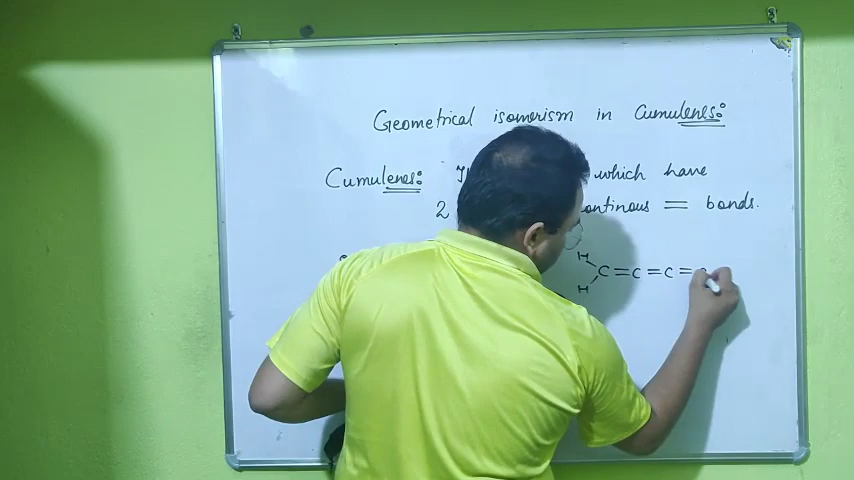 Geometrical isomerism in Cumulenes:
Cumulenes: which have
2 continous = bonds.
H
C=C=C=
H